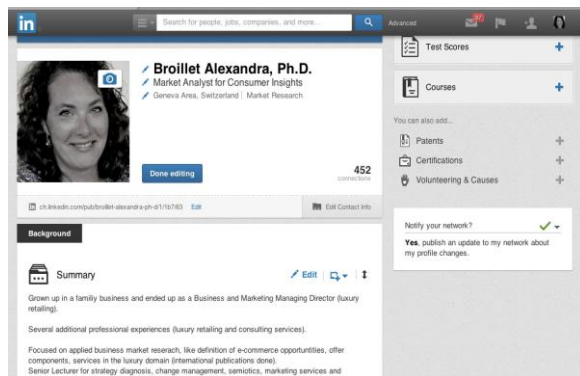 in
Search for people, jobs, companies, and more...
Advanced
Test Scores
Broillet Alexandra, Ph.D.
Market Analyst for Consumer Insights
Geneva Area, Switzerland | Market Research
Courses
You can also add...
Patents
Certifications
Volunteering & Causes
Done editing
452
connections
Edit
Edit Contact Info
Notify your network?
Yes, publish an update to my network about
my profile changes.
Background
Summary
Edit
Grown up in a familiy business and ended up as a Business and Marketing Managing Director (luxury
retailing).
Several additional professional experiences (luxury retailing and consulting services).
Focused on applied business market reserach, like definition of e-commerce opportuntities, offer
components, services in the luxury domain (international publications done).
Senior Lecturer for strategy diagnosis, change management, semiotics, marketing services and